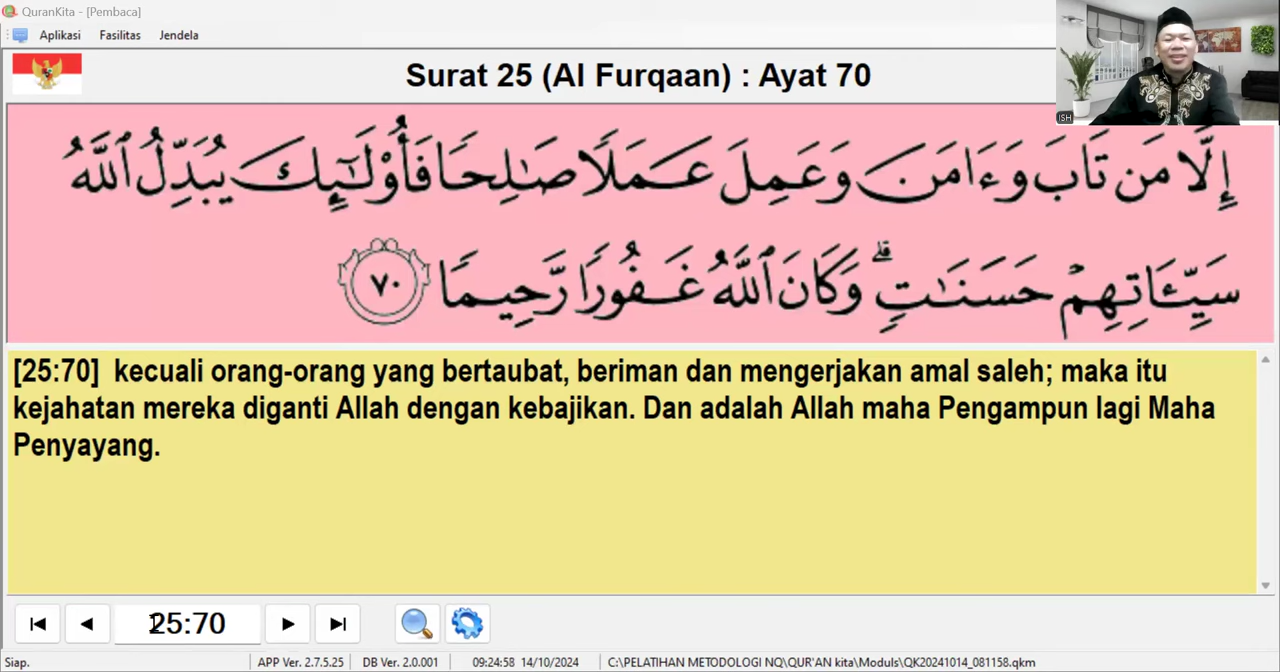 QuranKita - [Pembaca]
Aplikasi Fasilitas Jendela
Surat 25 (Al Furqaan) : Ayat 70
ISH
إِلَّا مَن تَابَ وَءَامَنَ وَعَمِلَ عَمَلًا صَٰلِحًا فَأُو۟لَٰٓئِكَ يُبَدِّلُ ٱللَّهُ
سَيِّـَٔاتِهِمْ حَسَنَٰتٍ ۗ وَكَانَ ٱللَّهُ غَفُورًا رَّحِيمًا ٧٠
[25:70] kecuali orang-orang yang bertaubat, beriman dan mengerjakan amal saleh; maka itu
kejahatan mereka diganti Allah dengan kebajikan. Dan adalah Allah maha Pengampun lagi Maha
Penyayang.
25:70
Siap. APP Ver. 2.7.5.25 DB Ver. 2.0.001 09:24:58 14/10/2024 C:\PELATIHAN METODOLOGI NQ\QUR'AN kita\Moduls\QK20241014_081158.qkm